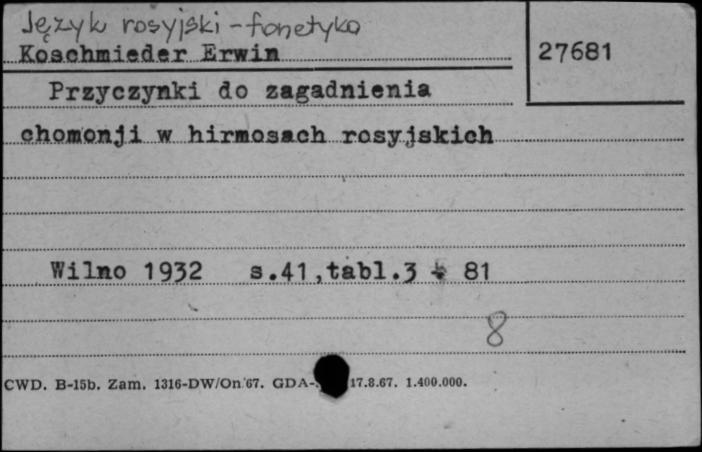 Język rosyjski - fonetyka
Koschmieder Erwin
27681
Przyczynki do zagadnienia
chomonji w hirmosach rosyjskich
Wilno 1932 s.41,tabl.3 + 81
8
CWD. B-15b. Zam. 1316-DW/On/67. GDA- 17.8.67. 1.400.000.